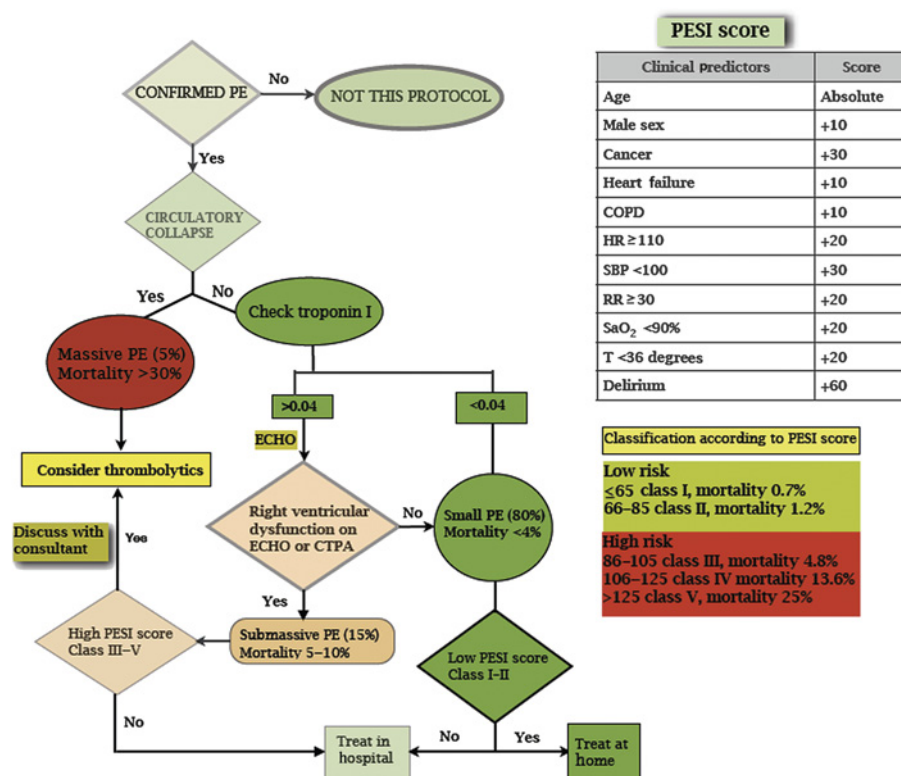 PESI score
Clinical Predictors Score
Age Absolute
Male sex +10
Cancer +30
Heart failure +10
COPD +10
HR ≥ 110 +20
SBP <100 +30
RR ≥ 30 +20
SaO₂ <90% +20
T <36 degrees +20
Delirium +60
Classification according to PESI score
Low risk
≤65 class I, mortality 0.7%
66–85 class II, mortality 1.2%
High risk
86–105 class III, mortality 4.8%
106–125 class IV mortality 13.6%
>125 class V, mortality 25%
CONFIRMED PE
No
NOT THIS PROTOCOL
Yes
CIRCULATORY
COLLAPSE
Yes
No
Check troponin I
Massive PE (5%)
Mortality >30%
>0.04
<0.04
ECHO
Consider thrombolytics
Right ventricular
dysfunction on
ECHO or CTPA
No
Small PE (80%)
Mortality <4%
Discuss with
consultant
Yes
Yes
High PESI score
Class III–V
Submassive PE (15%)
Mortality 5–10%
Low PESI score
Class I–II
No
Treat in
hospital
No
Yes
Treat at
home